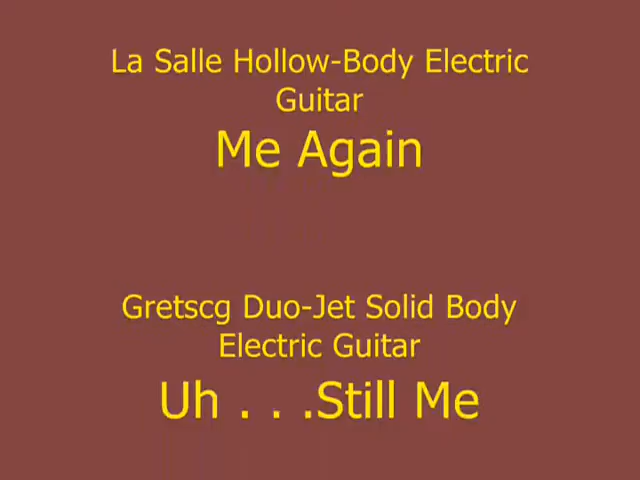 La Salle Hollow-Body Electric
Guitar
Me Again
Gretscg Duo-Jet Solid Body
Electric Guitar
Uh . . .Still Me